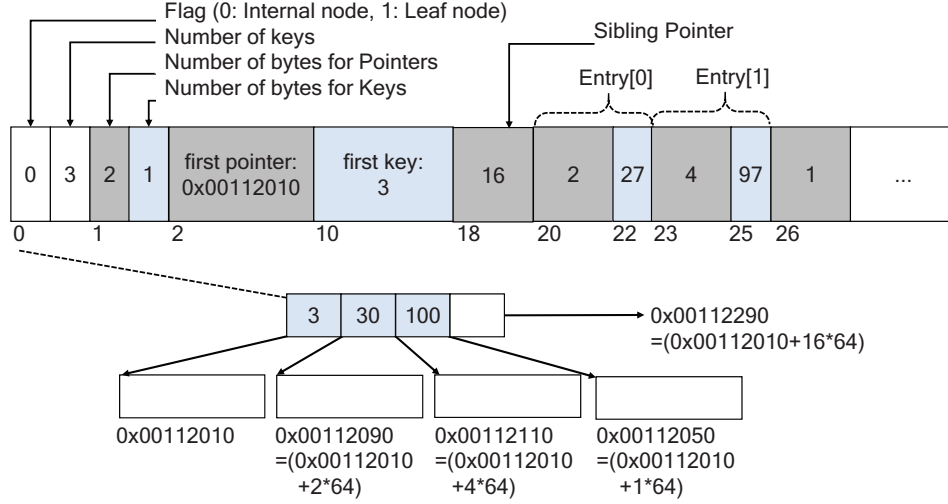 Flag (0: Internal node, 1: Leaf node)
Number of keys
Number of bytes for Pointers
Number of bytes for Keys
Sibling Pointer
Entry[0]
Entry[1]
0
3
2
1
first pointer:
0x00112010
first key:
3
16
2
27
4
97
1
...
0
1
2
10
18
20
22
23
25
26
3
30
100
0x00112290
=(0x00112010+16*64)
0x00112010
0x00112090
=(0x00112010
+2*64)
0x00112110
=(0x00112010
+4*64)
0x00112050
=(0x00112010
+1*64)